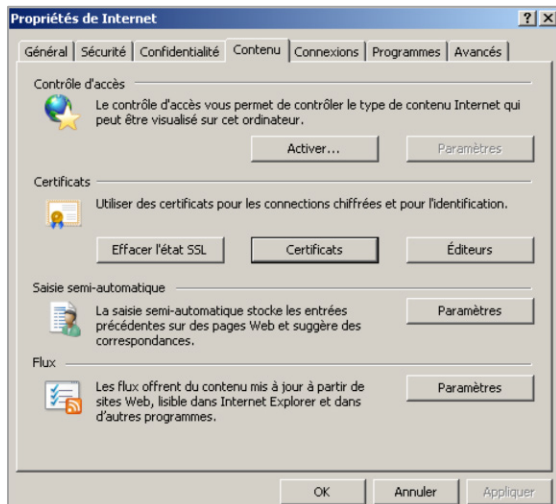 Propriétés de Internet
Général Sécurité Confidentialité Contenu Connexions Programmes Avancés
Contrôle d'accès
Le contrôle d'accès vous permet de contrôler le type de contenu Internet qui
peut être visualisé sur cet ordinateur.
Activer... Paramètres
Certificats
Utiliser des certificats pour les connections chiffrées et pour l'identification.
Effacer l'état SSL Certificats Éditeurs
Saisie semi-automatique
La saisie semi-automatique stocke les entrées
précédentes sur des pages Web et suggère des
correspondances.
Paramètres
Flux
Les flux offrent du contenu mis à jour à partir de
sites Web, lisible dans Internet Explorer et dans
d'autres programmes.
Paramètres
OK Annuler Appliquer